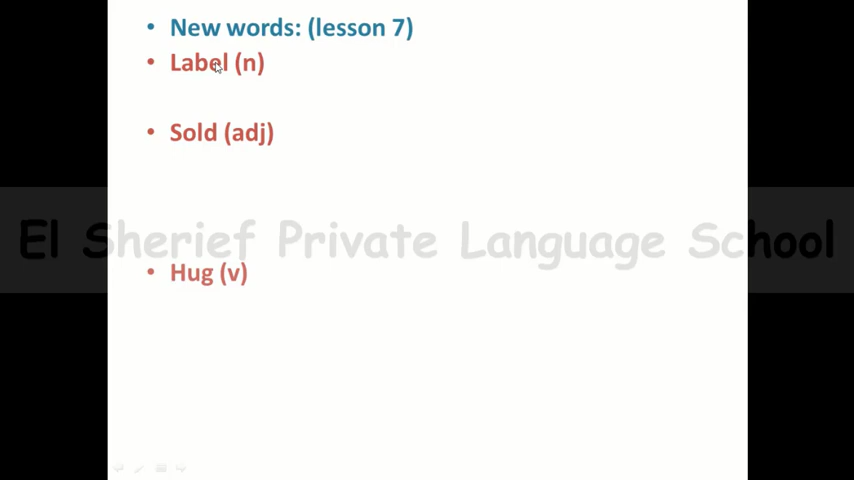 • New words: (lesson 7)
• Label (n)
• Sold (adj)
El Sherief Private Language School
• Hug (v)